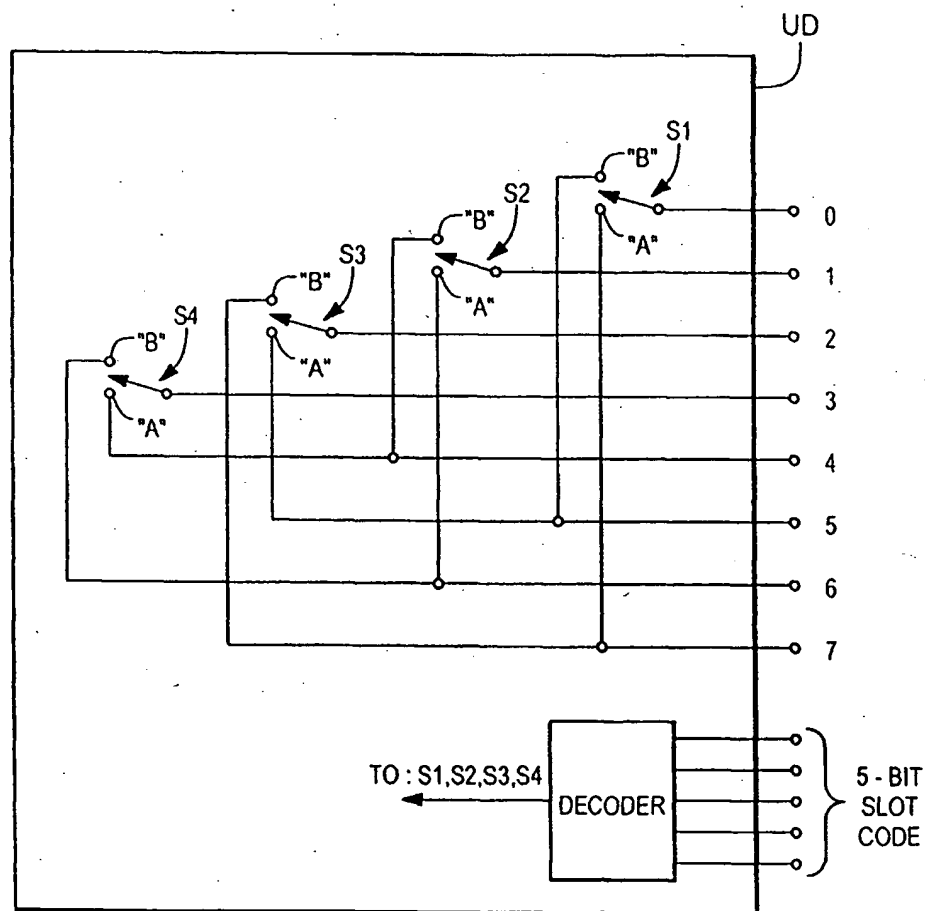 UD
S1
"B"
0
S2
"B"
"A"
1
S3
"B"
"A"
2
S4
"B"
"A"
3
"A"
4
5
6
7
TO : S1,S2,S3,S4
DECODER
5 - BIT
SLOT
CODE